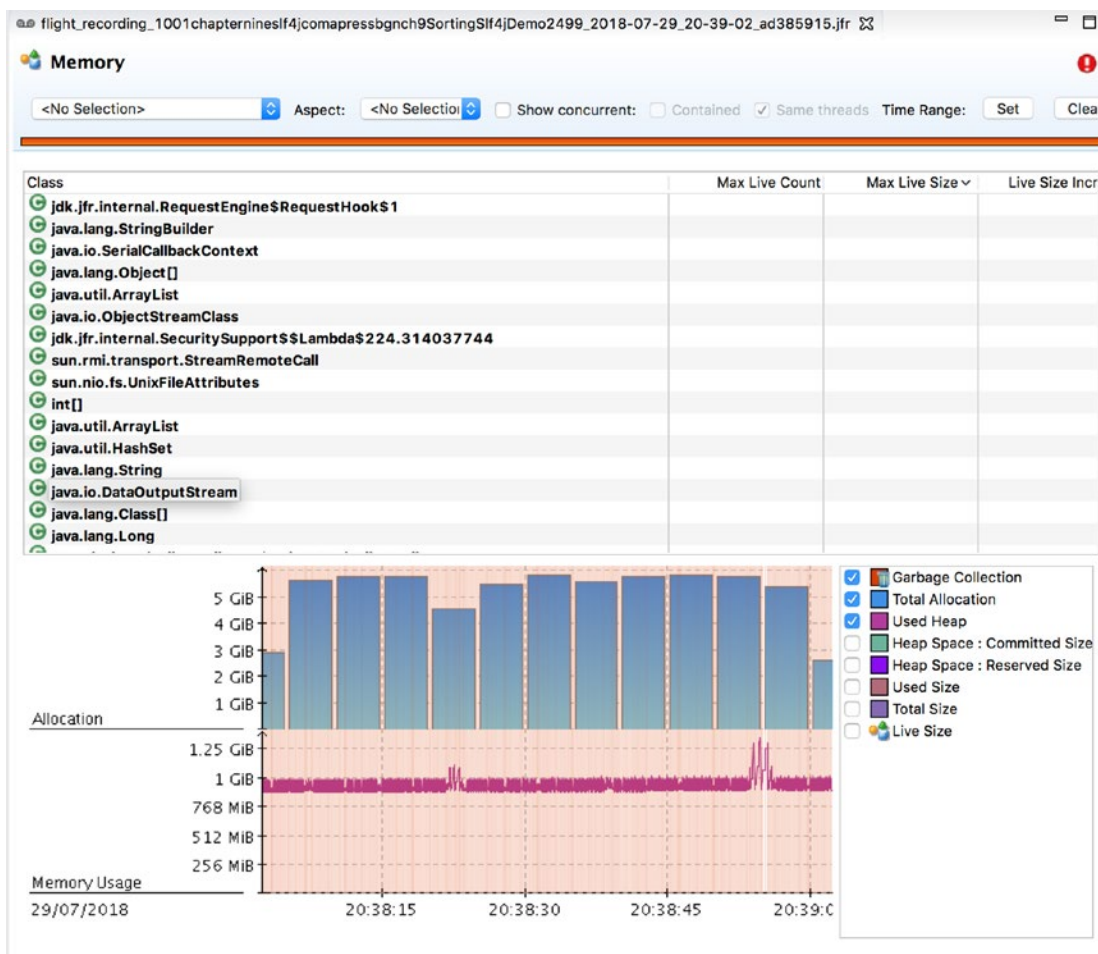 flight_recording_1001chapternineslf4jcomapressbgnch9SortingSlf4jDemo2499_2018-07-29_20-39-02_ad385915.jfr
Memory
<No Selection> Aspect: <No Selectio Show concurrent: Contained Same threads Time Range: Set Clea
Class Max Live Count Max Live Size Live Size Incr
jdk.jfr.internal.RequestEngine$RequestHook$1
java.lang.StringBuilder
java.io.SerialCallbackContext
java.lang.Object[]
java.util.ArrayList
java.io.ObjectStreamClass
jdk.jfr.internal.SecuritySupport$$Lambda$224.314037744
sun.rmi.transport.StreamRemoteCall
sun.nio.fs.UnixFileAttributes
int[]
java.util.ArrayList
java.util.HashSet
java.lang.String
java.io.DataOutputStream
java.lang.Class[]
java.lang.Long
5 GiB
4 GiB
3 GiB
2 GiB
1 GiB
Allocation
1.25 GiB
1 GiB
768 MiB
512 MiB
256 MiB
Memory Usage
29/07/2018 20:38:15 20:38:30 20:38:45 20:39:0
Garbage Collection
Total Allocation
Used Heap
Heap Space : Committed Size
Heap Space : Reserved Size
Used Size
Total Size
Live Size